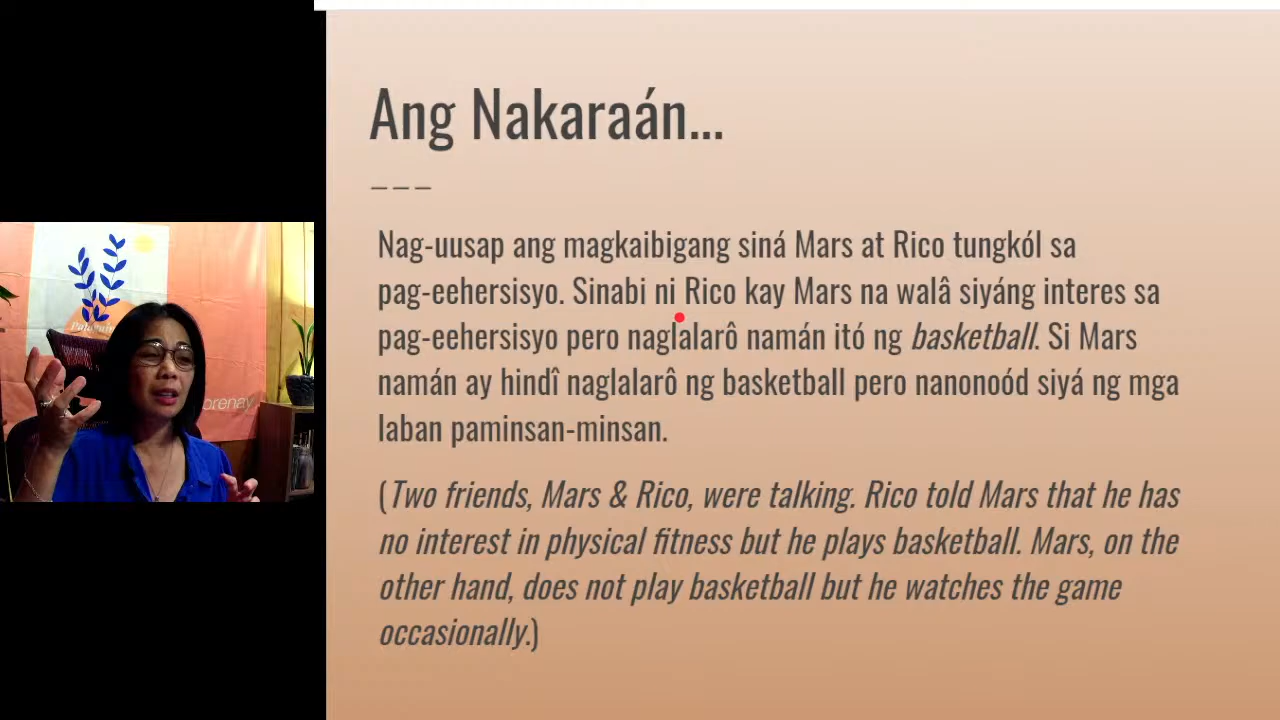 Ang Nakaraán...
Nag-uusap ang magkaibigang siná Mars at Rico tungkól sa
pag-eehersisyo. Sinabi ni Rico kay Mars na walâ siyáng interes sa
pag-eehersisyo pero naglalarô namán itó ng basketball. Si Mars
namán ay hindî naglalarô ng basketball pero nanonoód siyá ng mga
laban paminsan-minsan.
(Two friends, Mars & Rico, were talking. Rico told Mars that he has
no interest in physical fitness but he plays basketball. Mars, on the
other hand, does not play basketball but he watches the game
occasionally.)